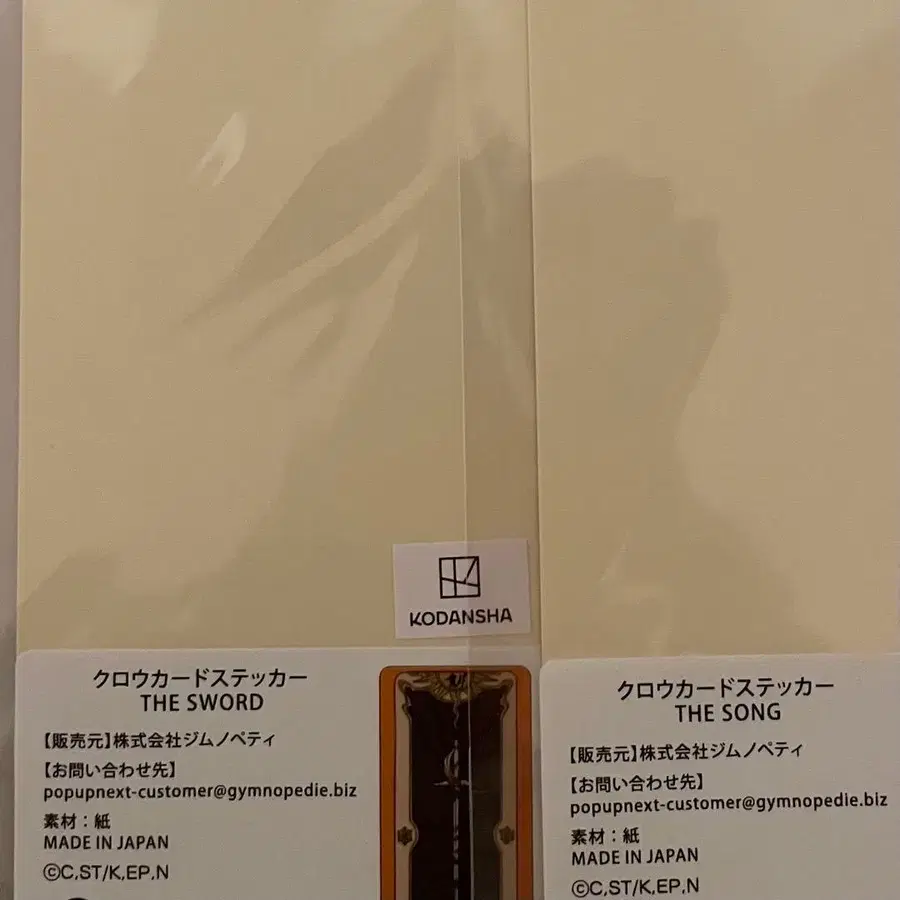 KODANSHA
クロウカードステッカー
THE SWORD
【販売元】株式会社ジムノペティ
【お問い合わせ先】
popupnext-customer@gymnopedie.biz
素材：紙
MADE IN JAPAN
©C,ST/K,EP,N
クロウカードステッカー
THE SONG
【販売元】株式会社ジムノペティ
【お問い合わせ先】
popupnext-customer@gymnopedie.biz
素材：紙
MADE IN JAPAN
©C,ST/K,EP,N